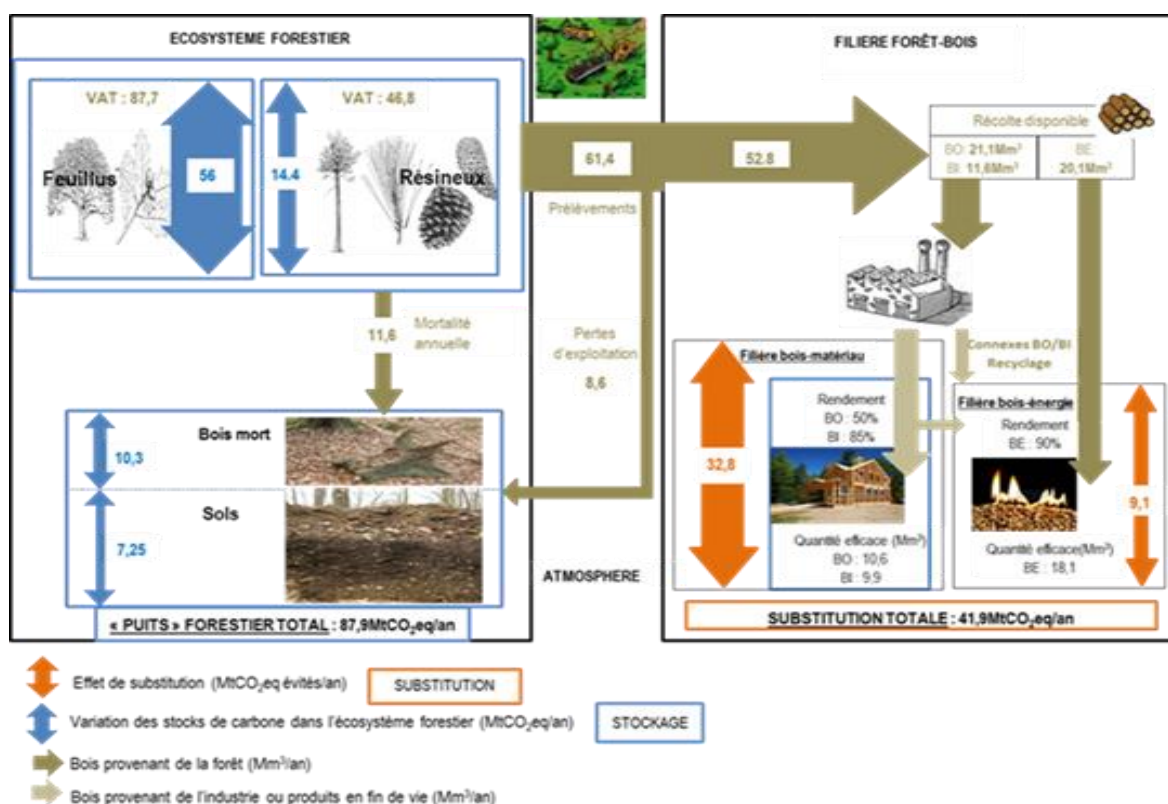 ECOSYSTEME FORESTIER
VAT : 87,7
Feuillus
56
VAT : 46,8
14.4
Résineux
61,4
Prélèvements
52.8
11,6
Mortalité
annuelle
Pertes
d'exploitation
8,6
10,3
Bois mort
7,25
Sols
ATMOSPHERE
« PUITS » FORESTIER TOTAL : 87,9MtCO₂eq/an
FILIERE FORÊT-BOIS
Récolte disponible
BO: 21,1Mm³
BI: 11,6Mm³
BE:
20,1Mm³
Connexes BO/BI
Recyclage
Filière bois-matériau
32,8
Rendement
BO : 50%
BI : 85%
Quantité efficace (Mm³)
BO : 10,6
BI : 9,9
Filière bois-énergie
Rendement
BE : 90%
9,1
Quantité efficace(Mm³)
BE : 18,1
SUBSTITUTION TOTALE : 41,9MtCO₂eq/an
Effet de substitution (MtCO₂eq évités/an)
SUBSTITUTION
Variation des stocks de carbone dans l'écosystème forestier (MtCO₂eq/an)
STOCKAGE
Bois provenant de la forêt (Mm³/an)
Bois provenant de l'industrie ou produits en fin de vie (Mm³/an)